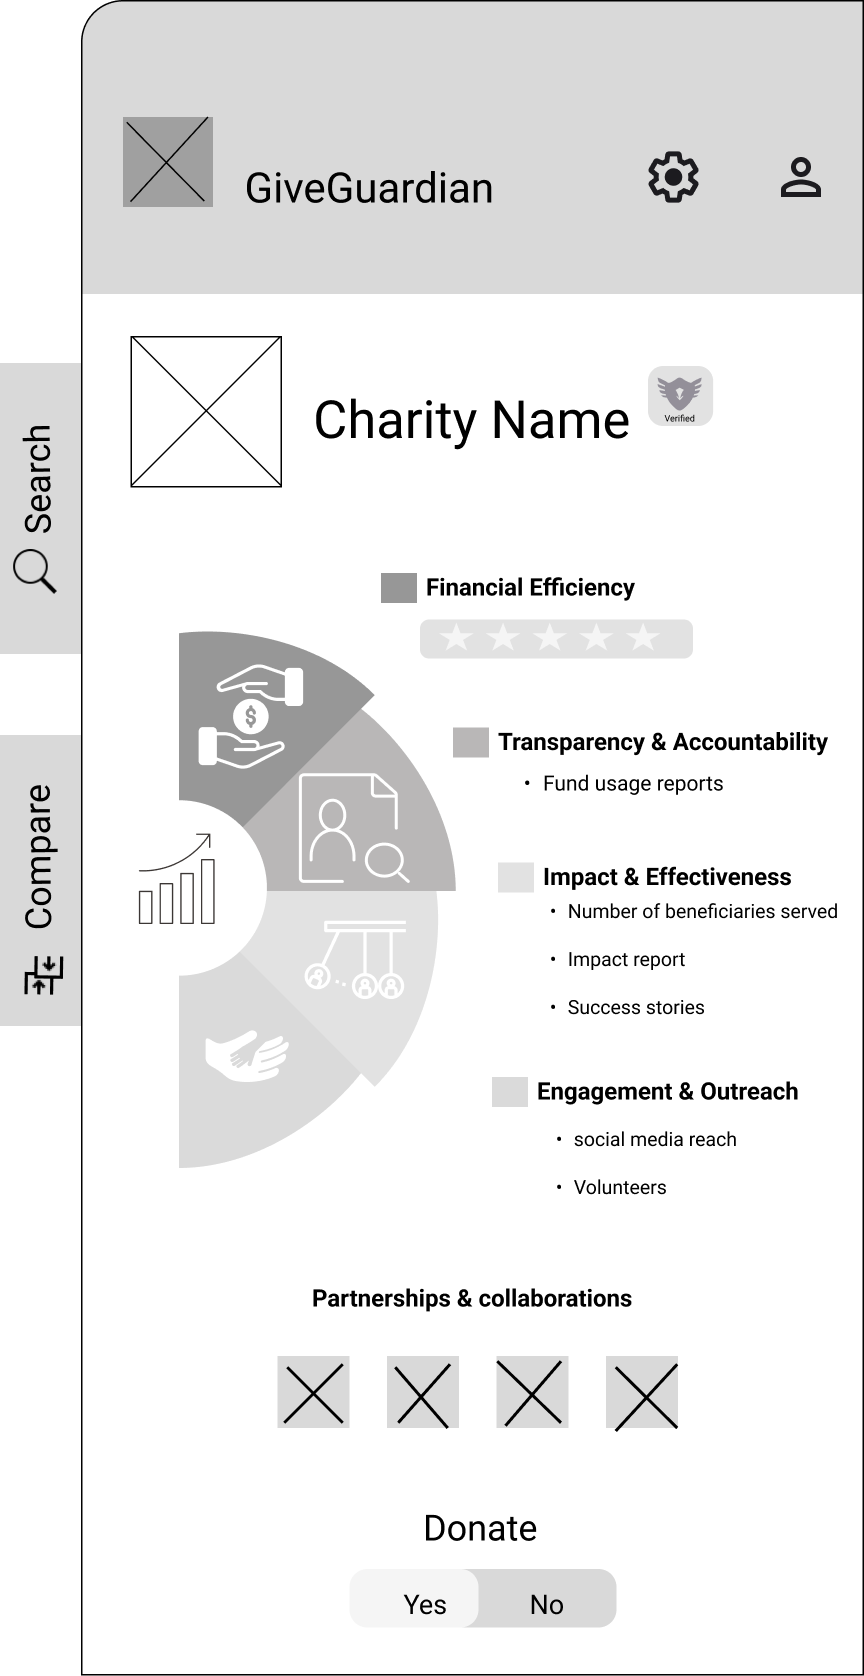 GiveGuardian
Search
Compare
Charity Name
Verified
Financial Efficiency
$
Transparency & Accountability
• Fund usage reports
Impact & Effectiveness
• Number of beneficiaries served
• Impact report
• Success stories
Engagement & Outreach
• social media reach
• Volunteers
Partnerships & collaborations
Donate
Yes No